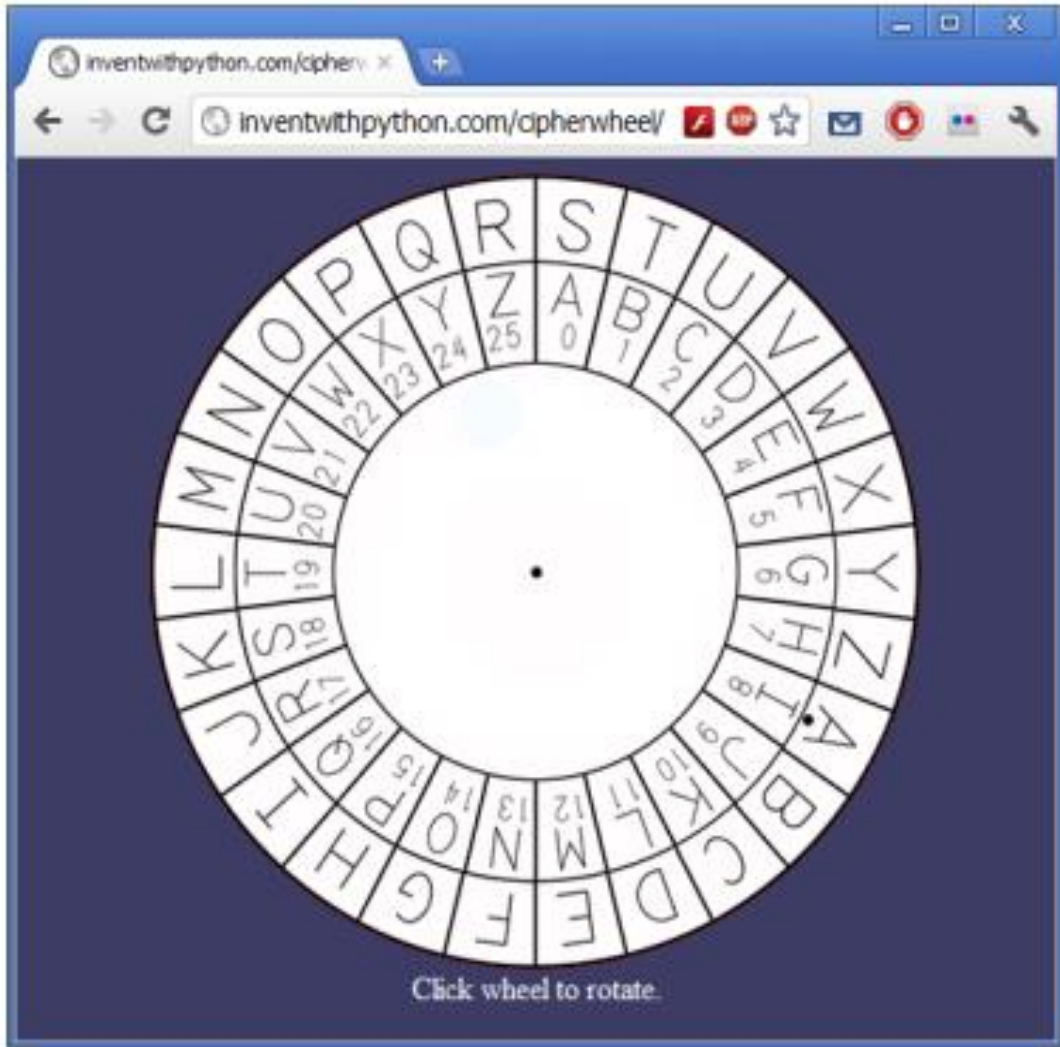 inventwithpython.com/cipherw
inventwithpython.com/cipherwheel/
S T U V W X Y Z A B C D E F G H I J K L M N O P Q R
A B C D E F G H I J K L M N O P Q R S T U V W X Y Z
0 1 2 3 4 5 6 7 8 9 10 11 12 13 14 15 16 17 18 19 20 21 22 23 24 25
Click wheel to rotate.